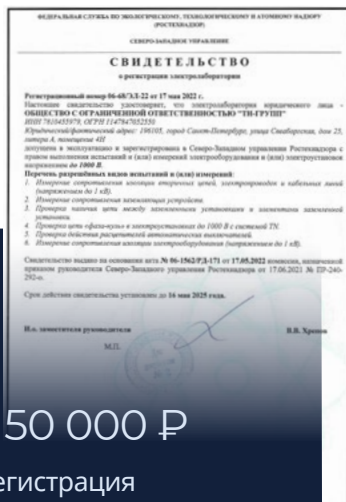 ФЕДЕРАЛЬНАЯ СЛУЖБА ПО ЭКОЛОГИЧЕСКОМУ, ТЕХНОЛОГИЧЕСКОМУ И АТОМНОМУ НАДЗОРУ
(РОСТЕХНАДЗОР)
СЕВЕРО-ЗАПАДНОЕ УПРАВЛЕНИЕ
СВИДЕТЕЛЬСТВО
о регистрации электролаборатории
Регистрационный номер 06-68/ЭЛ-22 от 17 мая 2022 г.
Настоящее свидетельство удостоверяет, что электролаборатория юридического лица -
ОБЩЕСТВО С ОГРАНИЧЕННОЙ ОТВЕТСТВЕННОСТЬЮ "ТИ-ГРУПП"
ИНН 7810455979, ОГРН 1147847052550
Юридический/фактический адрес: 196105, город Санкт-Петербург, улица Свеаборгская, дом 25,
литера А, помещение 4Н
допущена в эксплуатацию и зарегистрирована в Северо-Западном управлении Ростехнадзора с
правом выполнения испытаний и (или) измерений электрооборудования и (или) электроустановок
напряжением до 1000 В.
Перечень разрешённых видов испытаний и (или) измерений:
1. Измерение сопротивления изоляции вторичных цепей, электропроводок и кабельных линий
(напряжением до 1 кВ).
2. Измерение сопротивления заземляющих устройств.
3. Проверка наличия цепи между заземленными установками и элементами заземленной
установки.
4. Проверка цепи «фаза-нуль» в электроустановках до 1000 В с системой TN.
5. Проверка действия расцепителей автоматических выключателей.
6. Измерение сопротивления изоляции электрооборудования (напряжением до 1 кВ).
Свидетельство выдано на основании акта № 06-1562/РД-171 от 17.05.2022 комиссии, назначенной
приказом руководителя Северо-Западного управления Ростехнадзора от 17.06.2021 № ПР-240-
292-о.
Срок действия свидетельства установлен до 16 мая 2025 года.
И.о. заместителя руководителя В.В. Хренов
М.П.
50 000 ₽
егистрация